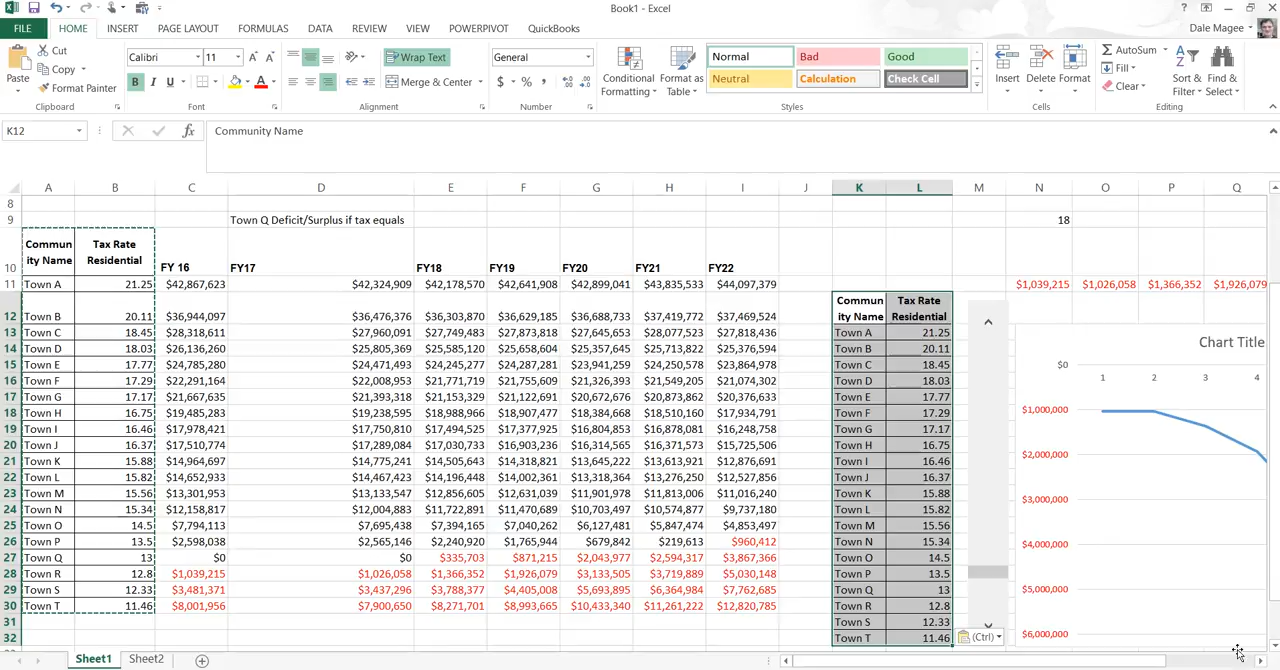 Book1 - Excel
? Dale Magee
FILE HOME INSERT PAGE LAYOUT FORMULAS DATA REVIEW VIEW POWERPIVOT QuickBooks
Paste Cut Copy Format Painter Clipboard
Calibri 11 B I U Font
Wrap Text Merge & Center Alignment
General $ % , Number
Conditional Formatting Format as Table
Normal Bad Good
Neutral Calculation Check Cell
Styles
Insert Delete Format Cells
AutoSum Fill Clear Sort & Filter Find & Select Editing
K12 fx Community Name
A B C D E F G H I J K L M N O P Q
8
9 Town Q Deficit/Surplus if tax equals 18
10 Community Name Tax Rate Residential FY 16 FY17 FY18 FY19 FY20 FY21 FY22
11 Town A 21.25 $42,867,623 $42,324,909 $42,178,570 $42,641,908 $42,899,041 $43,835,533 $44,097,379 $1,039,215 $1,026,058 $1,366,352 $1,926,079
12 Town B 20.11 $36,944,097 $36,476,376 $36,303,870 $36,629,185 $36,688,733 $37,419,772 $37,469,524 Community Name Tax Rate Residential
13 Town C 18.45 $28,318,611 $27,960,091 $27,749,483 $27,873,818 $27,645,653 $28,077,523 $27,818,436 Town A 21.25
14 Town D 18.03 $26,136,260 $25,805,369 $25,585,120 $25,658,604 $25,357,645 $25,713,822 $25,376,594 Town B 20.11
15 Town E 17.77 $24,785,280 $24,471,493 $24,245,277 $24,287,281 $23,941,259 $24,250,578 $23,864,978 Town C 18.45
16 Town F 17.29 $22,291,164 $22,008,953 $21,771,719 $21,755,609 $21,326,393 $21,549,205 $21,074,302 Town D 18.03
17 Town G 17.17 $21,667,635 $21,393,318 $21,153,329 $21,122,691 $20,672,676 $20,873,862 $20,376,633 Town E 17.77
18 Town H 16.75 $19,485,283 $19,238,595 $18,988,966 $18,907,477 $18,384,668 $18,510,160 $17,934,791 Town F 17.29
19 Town I 16.46 $17,978,421 $17,750,810 $17,494,525 $17,377,925 $16,804,853 $16,878,081 $16,248,758 Town G 17.17
20 Town J 16.37 $17,510,774 $17,289,084 $17,030,733 $16,903,236 $16,314,565 $16,371,573 $15,725,506 Town H 16.75
21 Town K 15.88 $14,964,697 $14,775,241 $14,505,643 $14,318,821 $13,645,222 $13,613,921 $12,876,691 Town I 16.46
22 Town L 15.82 $14,652,933 $14,467,423 $14,196,448 $14,002,361 $13,318,364 $13,276,250 $12,527,856 Town J 16.37
23 Town M 15.56 $13,301,953 $13,133,547 $12,856,605 $12,631,039 $11,901,978 $11,813,006 $11,016,240 Town K 15.88
24 Town N 15.34 $12,158,817 $12,004,883 $11,722,891 $11,470,689 $10,703,497 $10,574,877 $9,737,180 Town L 15.82
25 Town O 14.5 $7,794,113 $7,695,438 $7,394,165 $7,040,262 $6,127,481 $5,847,474 $4,853,497 Town M 15.56
26 Town P 13.5 $2,598,038 $2,565,146 $2,240,920 $1,765,944 $679,842 $219,613 $960,412 Town N 15.34
27 Town Q 13 $0 $0 $335,703 $871,215 $2,043,977 $2,594,317 $3,867,366 Town O 14.5
28 Town R 12.8 $1,039,215 $1,026,058 $1,366,352 $1,926,079 $3,133,505 $3,719,889 $5,030,148 Town P 13.5
29 Town S 12.33 $3,481,371 $3,437,296 $3,788,377 $4,405,008 $5,693,895 $6,364,984 $7,762,685 Town Q 13
30 Town T 11.46 $8,001,956 $7,900,650 $8,271,701 $8,993,665 $10,433,340 $11,261,222 $12,820,785 Town R 12.8
31 Town S 12.33
32 Town T 11.46
(Ctrl)
Chart Title
$0 1 2 3 4
$1,000,000
$2,000,000
$3,000,000
$4,000,000
$5,000,000
$6,000,000
Sheet1 Sheet2